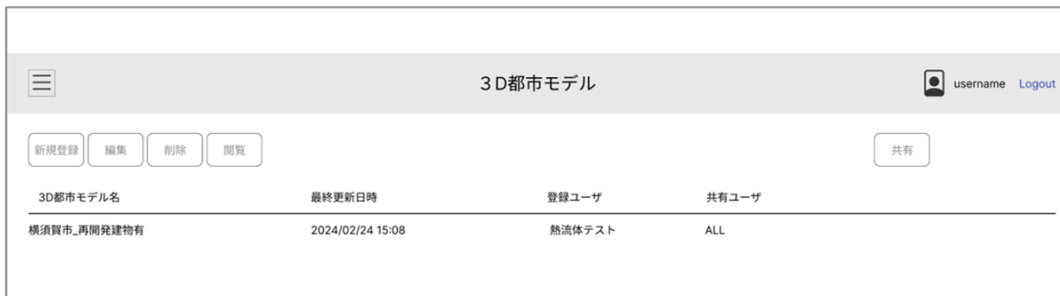 ３D都市モデル
username Logout
新規登録 編集 削除 閲覧 共有
3D都市モデル名 最終更新日時 登録ユーザ 共有ユーザ
横須賀市_再開発建物有 2024/02/24 15:08 熱流体テスト ALL